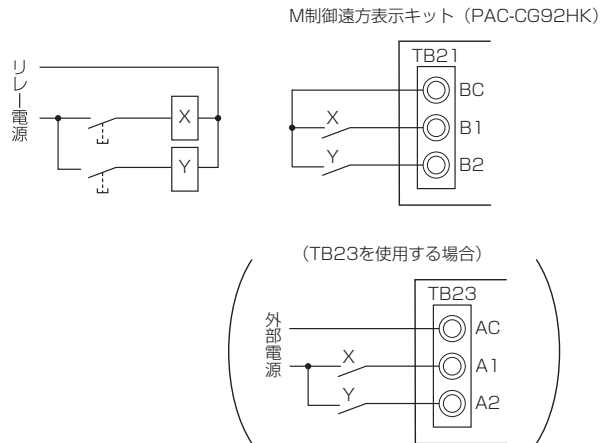 M制御遠方表示キット（PAC-CG92HK）
リレー電源
X
Y
TB21
BC
X
B1
Y
B2
（TB23を使用する場合）
TB23
外部電源
AC
X
A1
Y
A2